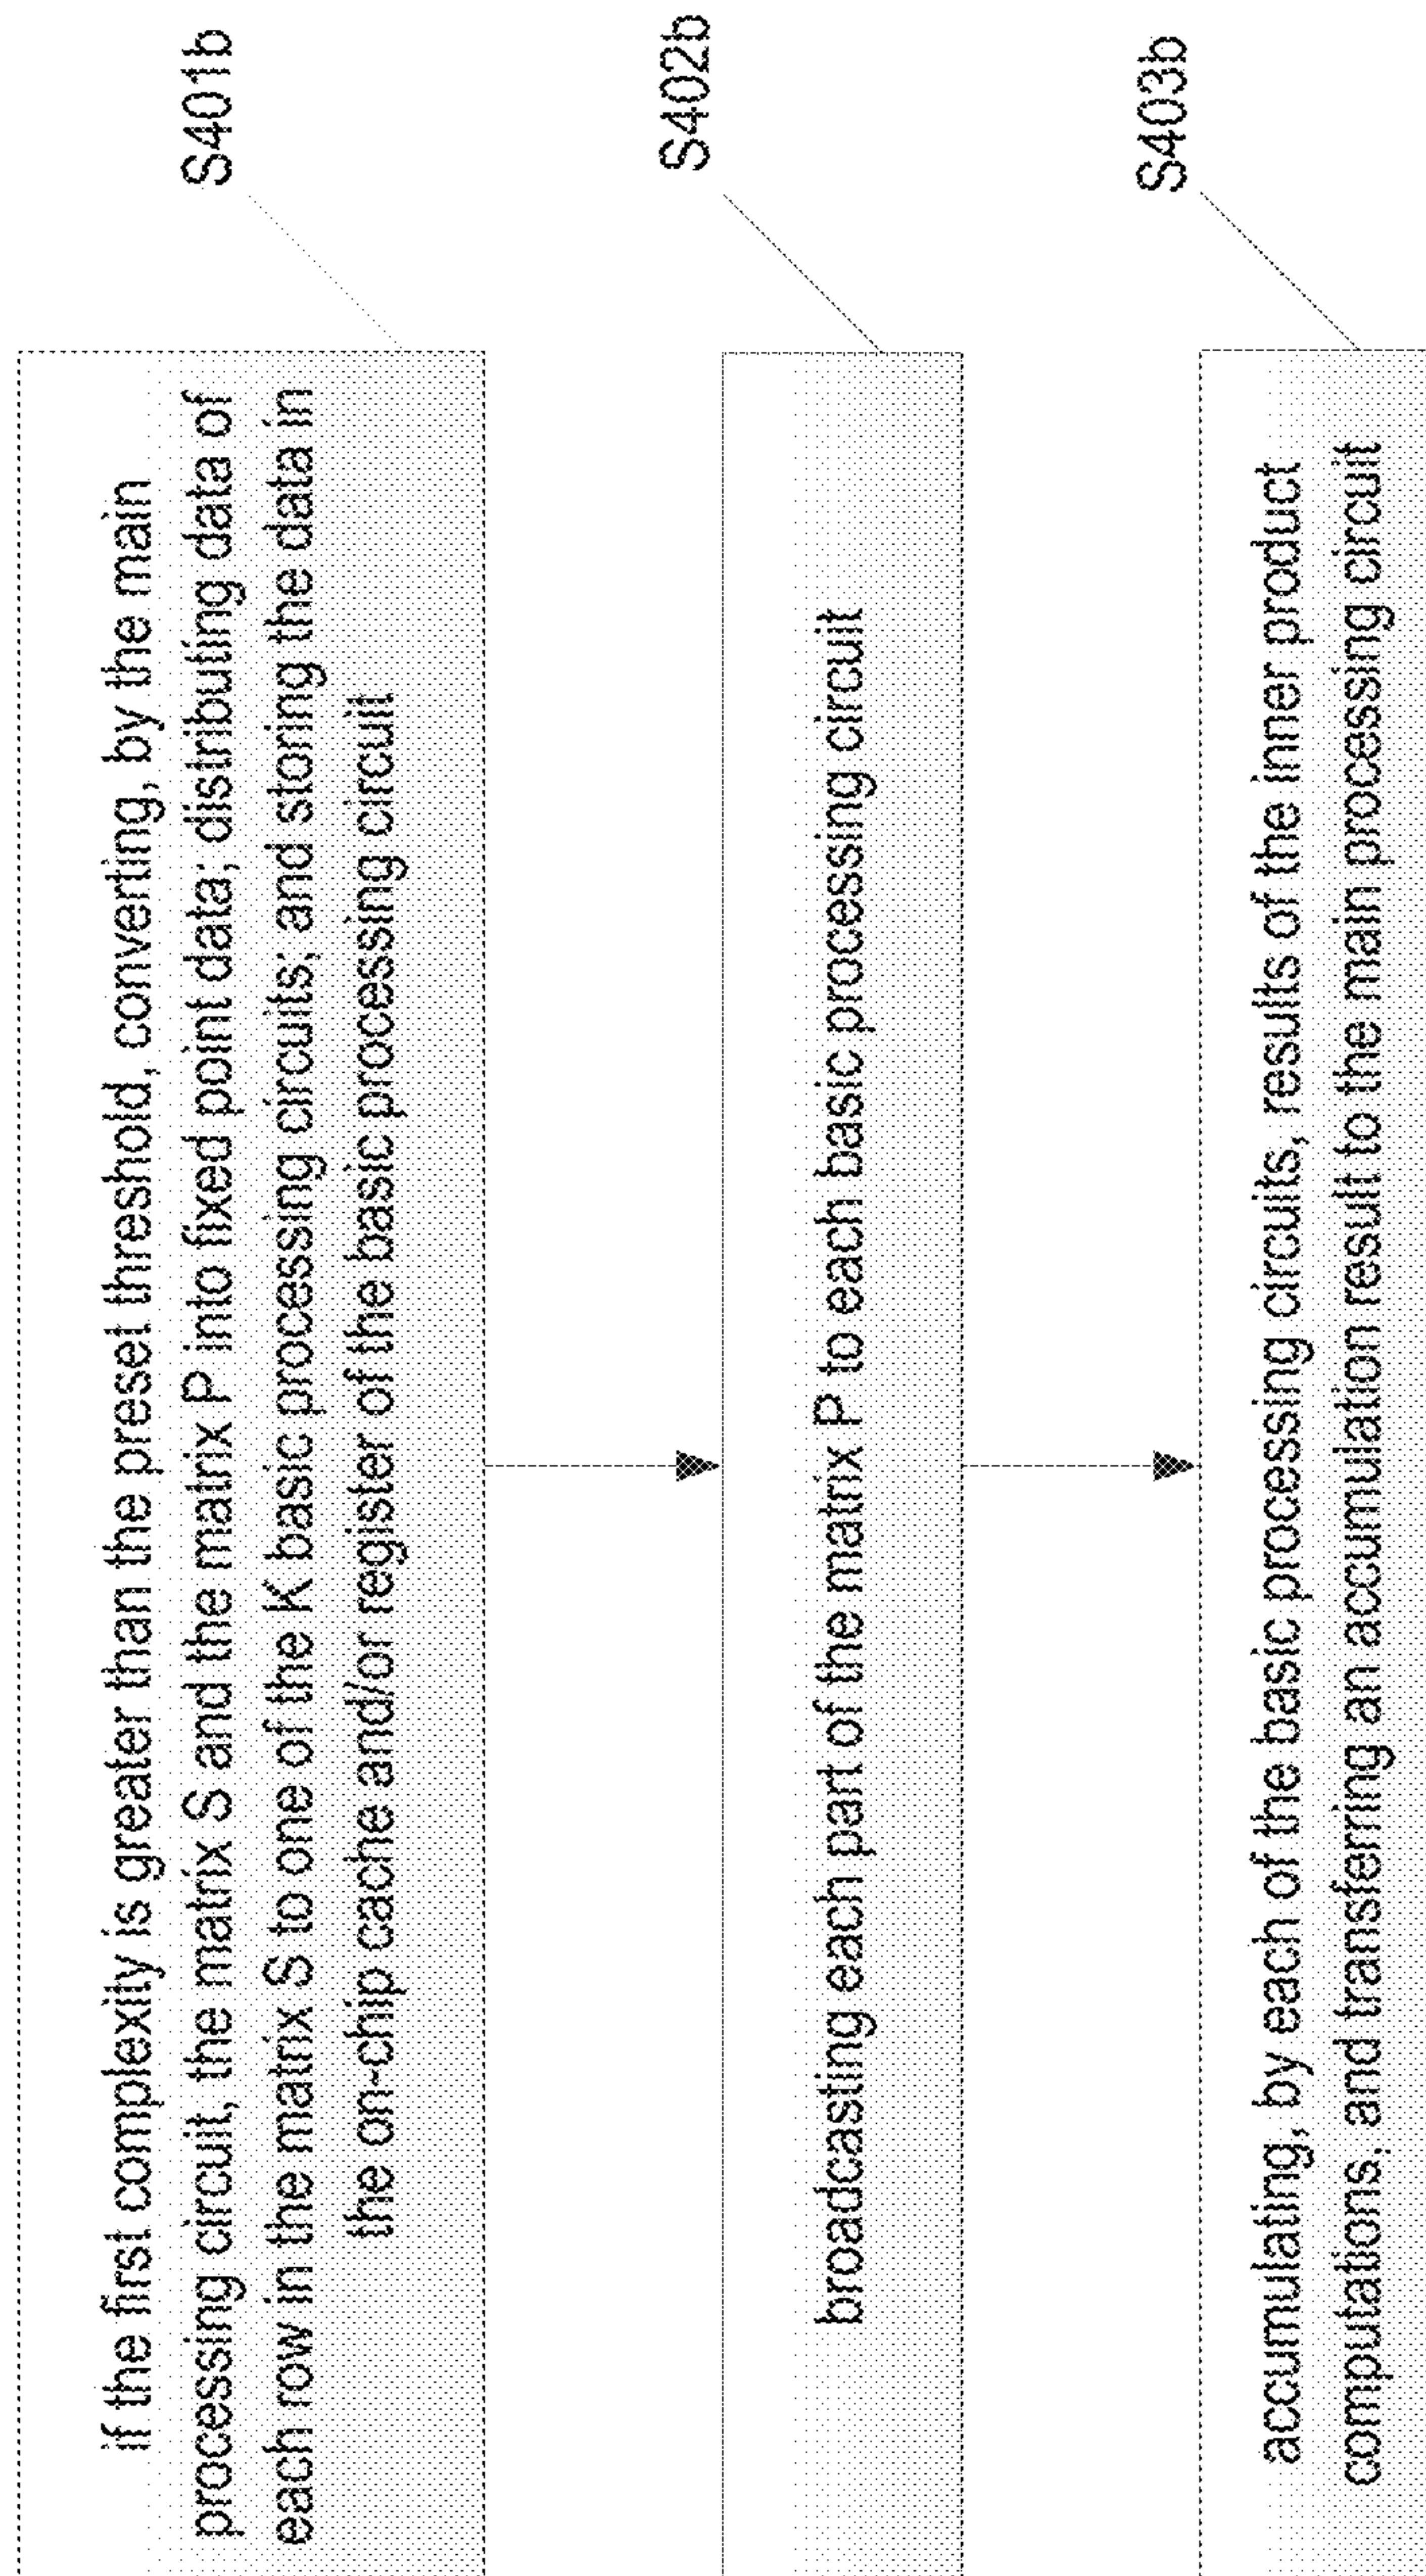 S401b
if the first complexity is greater than the preset threshold, converting, by the main
processing circuit, the matrix S and the matrix P into fixed point data; distributing data of
each row in the matrix S to one of the K basic processing circuits; and storing the data in
the on-chip cache and/or register of the basic processing circuit
S402b
broadcasting each part of the matrix P to each basic processing circuit
S403b
accumulating, by each of the basic processing circuits, results of the inner product
computations, and transferring an accumulation result to the main processing circuit